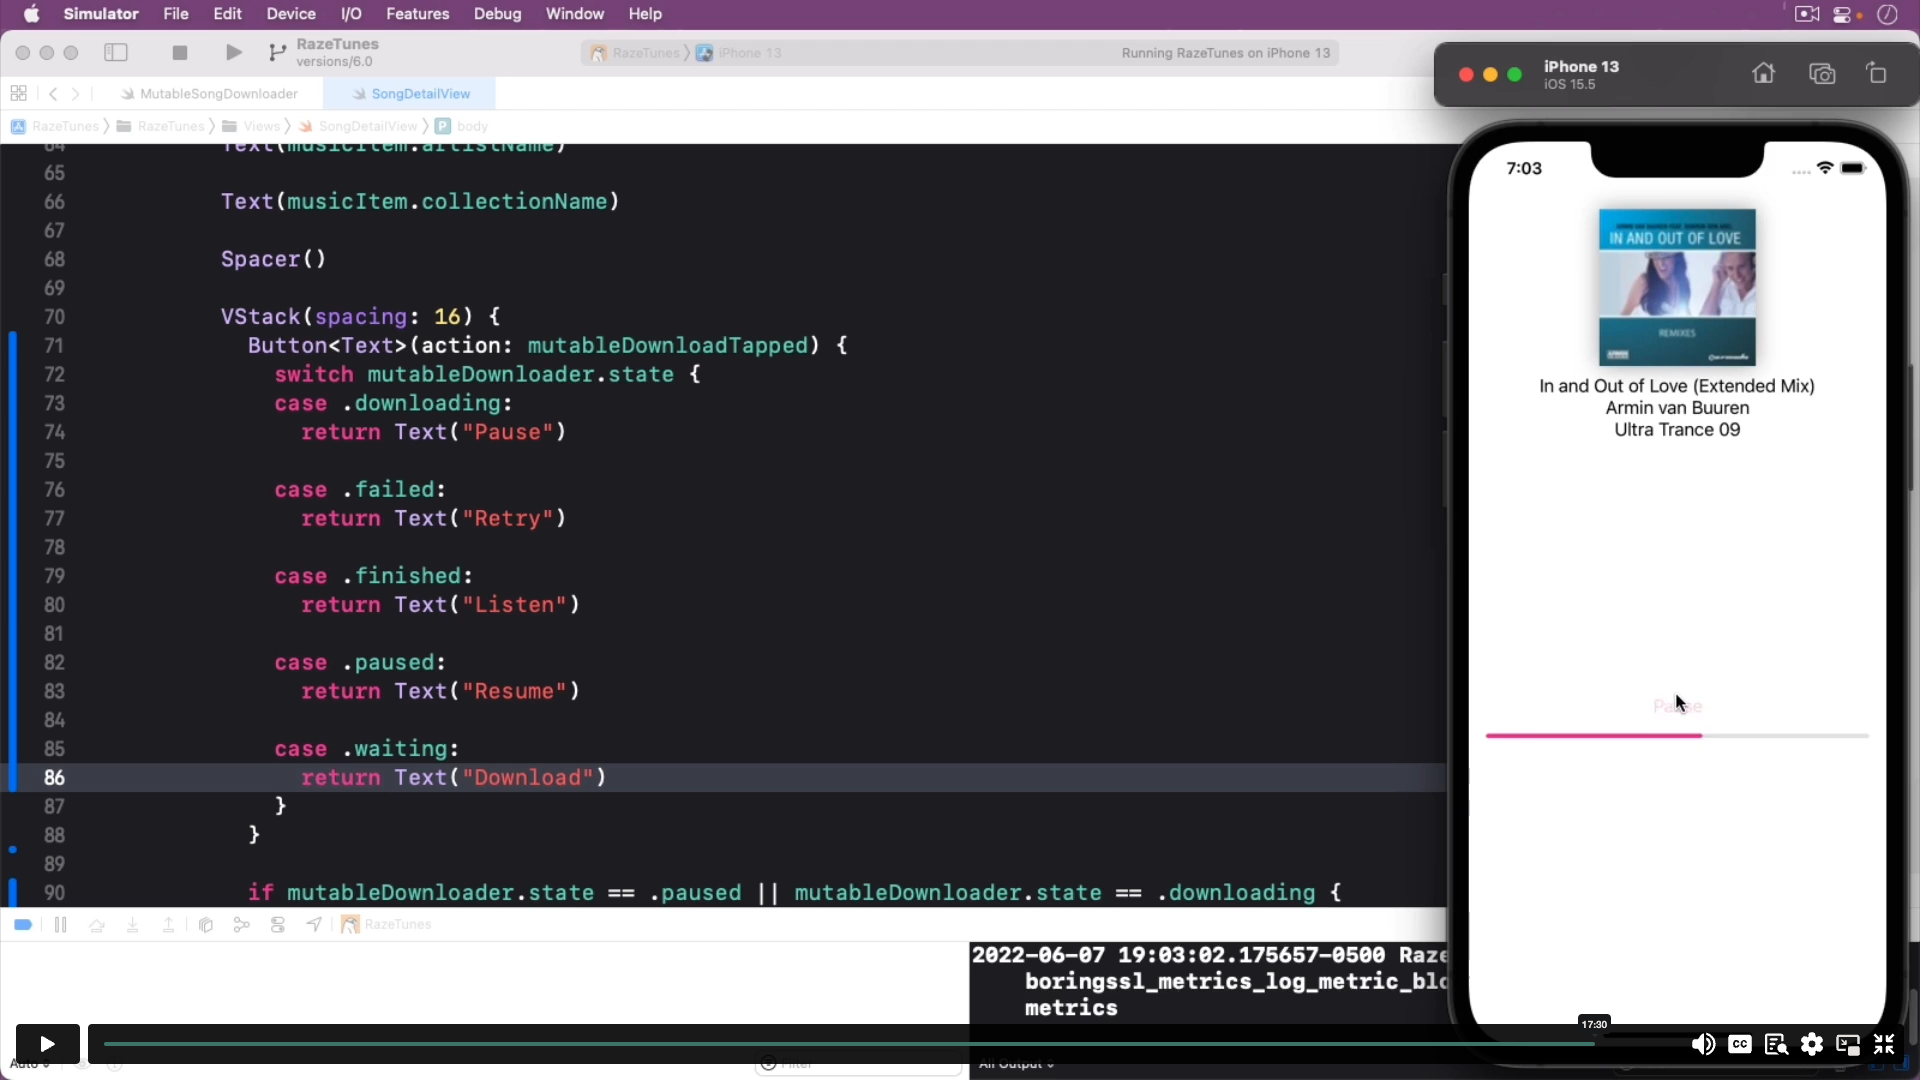 Simulator File Edit Device I/O Features Debug Window Help
RazeTunes
versions/6.0
RazeTunes iPhone 13
Running RazeTunes on iPhone 13
MutableSongDownloader SongDetailView
RazeTunes RazeTunes Views SongDetailView P body
64 Text(musicItem.artistName)
65
66 Text(musicItem.collectionName)
67
68 Spacer()
69
70 VStack(spacing: 16) {
71 Button<Text>(action: mutableDownloadTapped) {
72 switch mutableDownloader.state {
73 case .downloading:
74 return Text("Pause")
75
76 case .failed:
77 return Text("Retry")
78
79 case .finished:
80 return Text("Listen")
81
82 case .paused:
83 return Text("Resume")
84
85 case .waiting:
86 return Text("Download")
87 }
88 }
89
90 if mutableDownloader.state == .paused || mutableDownloader.state == .downloading {
RazeTunes
2022-06-07 19:03:02.175657-0500 Raze
boringssl_metrics_log_metric_blo
metrics
Auto
Filter
All Output
iPhone 13
iOS 15.5
7:03
IN AND OUT OF LOVE
REMIXES
In and Out of Love (Extended Mix)
Armin van Buuren
Ultra Trance 09
Pause
17:30
CC